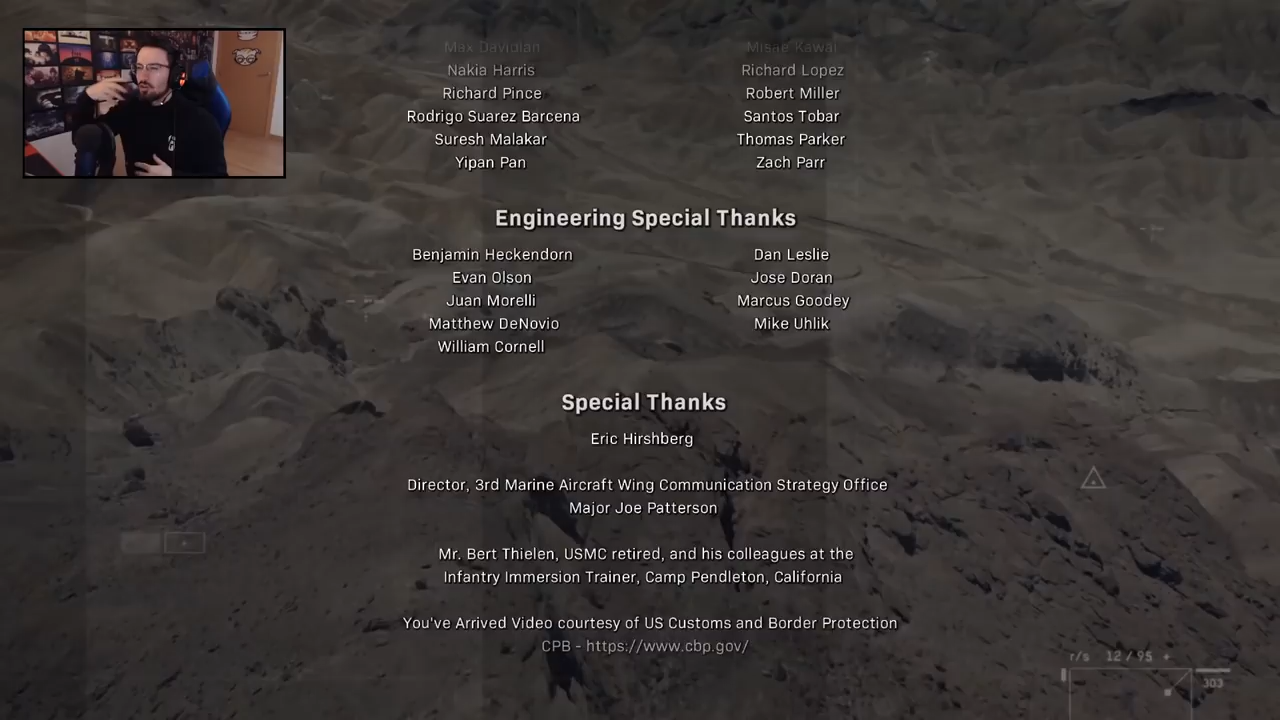 Max Davidian
Misae Kawai
Nakia Harris
Richard Lopez
Richard Pince
Robert Miller
Rodrigo Suarez Barcena
Santos Tobar
Suresh Malakar
Thomas Parker
Yipan Pan
Zach Parr
Engineering Special Thanks
Benjamin Heckendorn
Dan Leslie
Evan Olson
Jose Doran
Juan Morelli
Marcus Goodey
Matthew DeNovio
Mike Uhlik
William Cornell
Special Thanks
Eric Hirshberg
Director, 3rd Marine Aircraft Wing Communication Strategy Office
Major Joe Patterson
Mr. Bert Thielen, USMC retired, and his colleagues at the
Infantry Immersion Trainer, Camp Pendleton, California
You've Arrived Video courtesy of US Customs and Border Protection
CPB - https://www.cbp.gov/
r/s 12 / 95 +
303